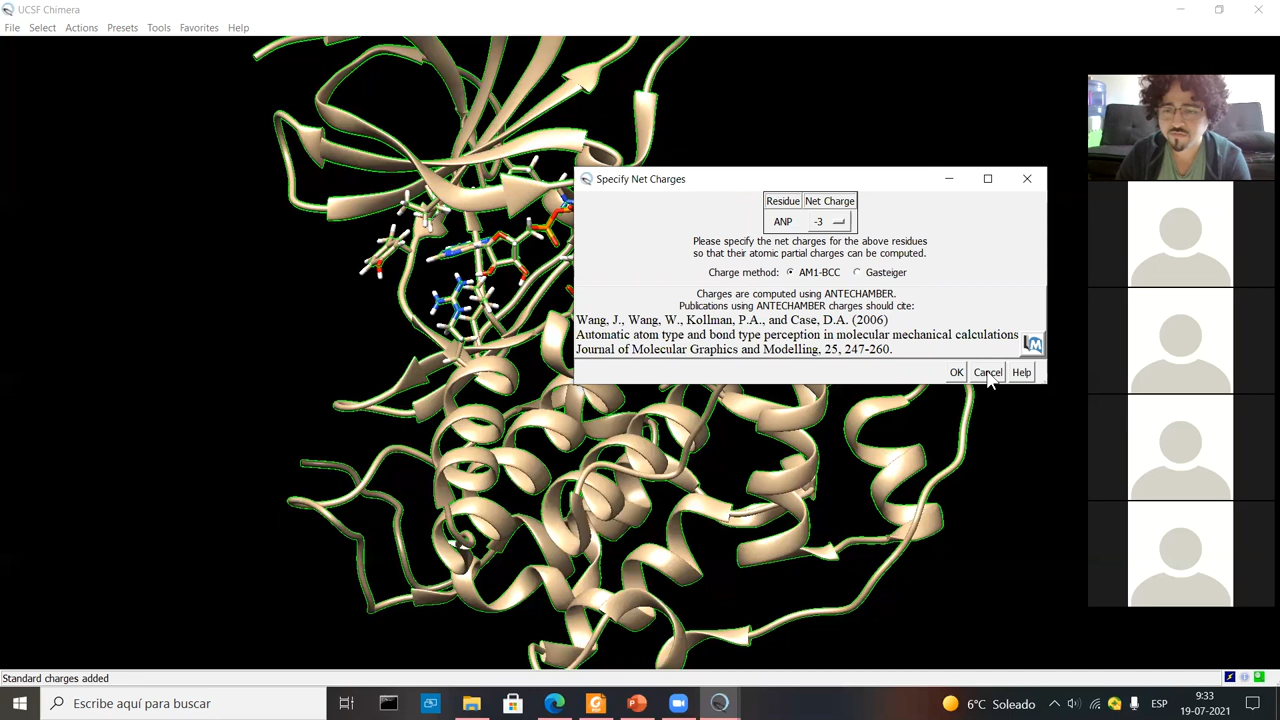 UCSF Chimera
File Select Actions Presets Tools Favorites Help
Specify Net Charges
Residue Net Charge
ANP -3
Please specify the net charges for the above residues
so that their atomic partial charges can be computed.
Charge method: AM1-BCC Gasteiger
Charges are computed using ANTECHAMBER.
Publications using ANTECHAMBER charges should cite:
Wang, J., Wang, W., Kollman, P.A., and Case, D.A. (2006)
Automatic atom type and bond type perception in molecular mechanical calculations
Journal of Molecular Graphics and Modelling, 25, 247-260.
OK Cancel Help
Standard charges added
Escribe aquí para buscar
6°C Soleado
ESP
9:33
19-07-2021